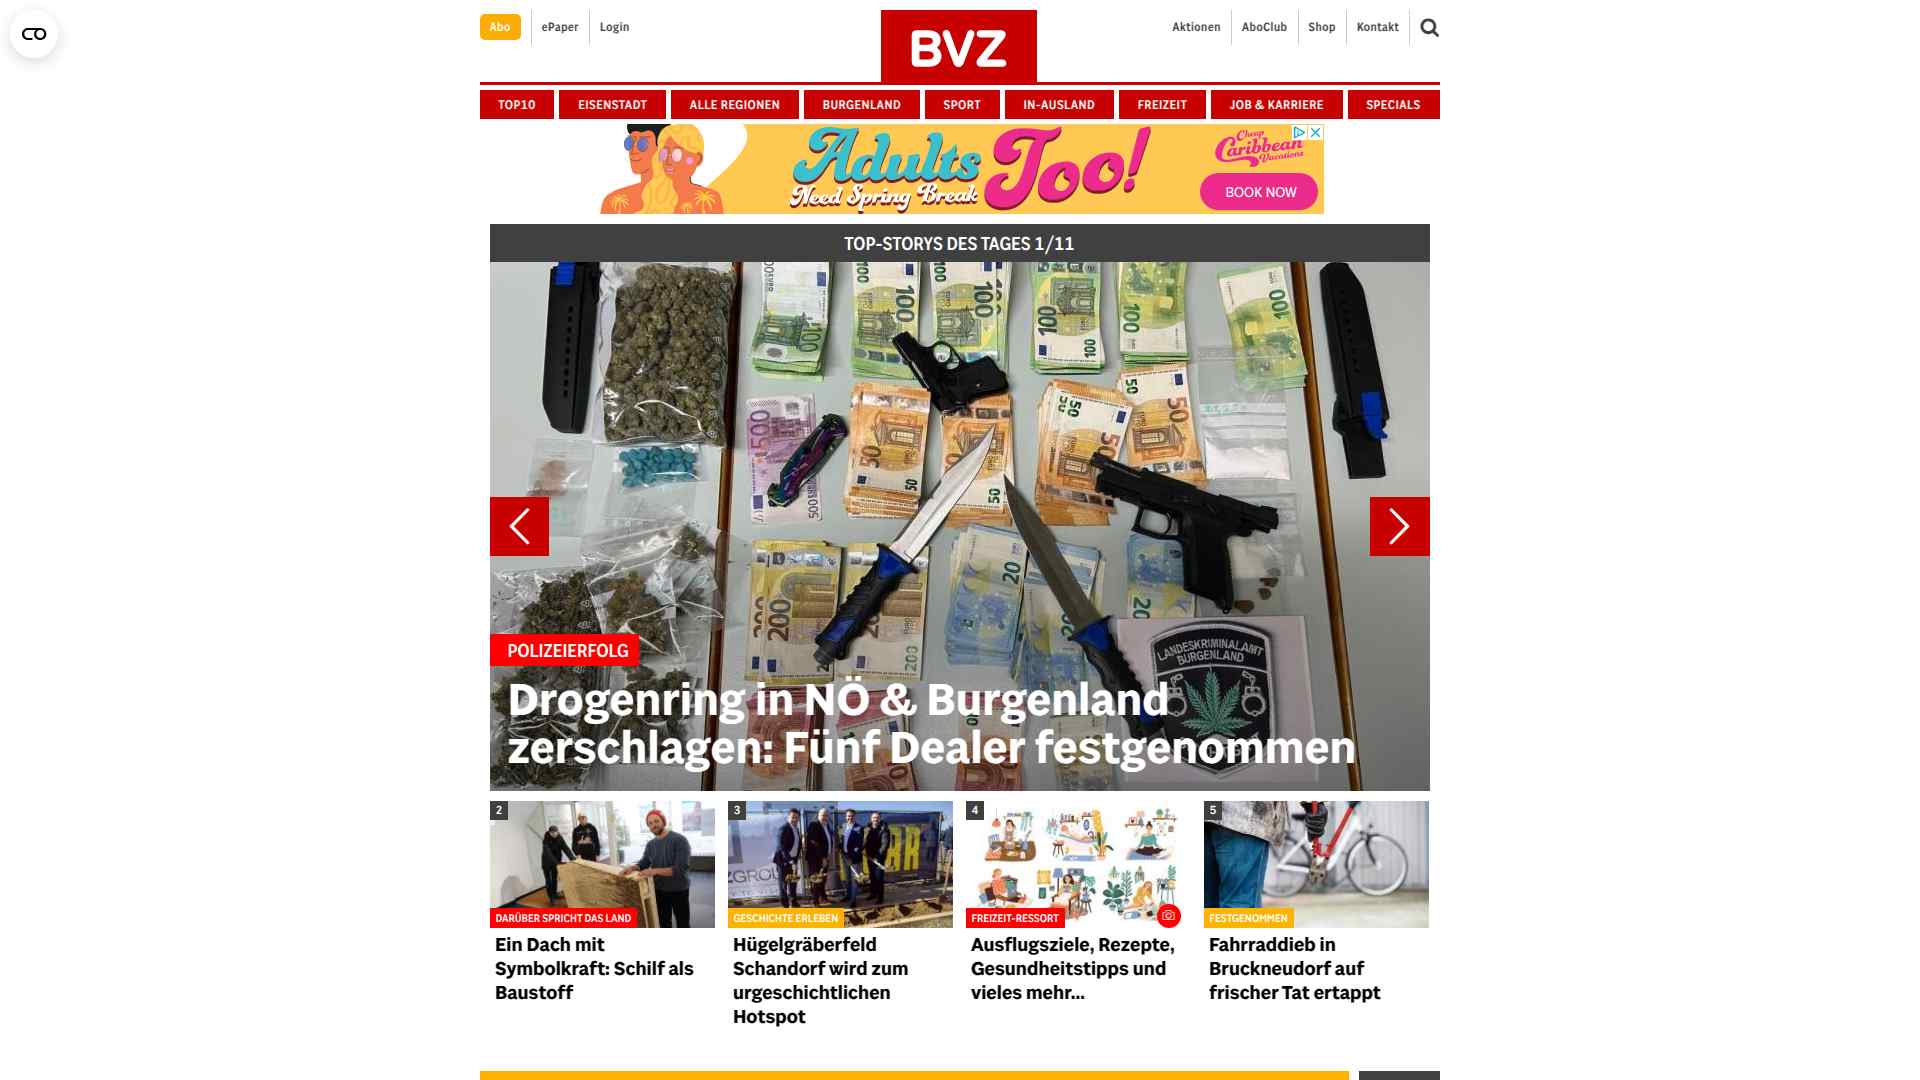 Abo
ePaper
Login
BVZ
Aktionen
AboClub
Shop
Kontakt
TOP10
EISENSTADT
ALLE REGIONEN
BURGENLAND
SPORT
IN-AUSLAND
FREIZEIT
JOB & KARRIERE
SPECIALS
Adults
Need Spring Break
Too!
Cheap
Caribbean
Vacations
BOOK NOW
TOP-STORYS DES TAGES 1/11
LANDESKRIMINALAMT
BURGENLAND
POLIZEIERFOLG
Drogenring in NÖ & Burgenland
zerschlagen: Fünf Dealer festgenommen
2
DARÜBER SPRICHT DAS LAND
Ein Dach mit
Symbolkraft: Schilf als
Baustoff
3
GESCHICHTE ERLEBEN
Hügelgräberfeld
Schandorf wird zum
urgeschichtlichen
Hotspot
4
FREIZEIT-RESSORT
Ausflugsziele, Rezepte,
Gesundheitstipps und
vieles mehr...
5
FESTGENOMMEN
Fahrraddieb in
Bruckneudorf auf
frischer Tat ertappt